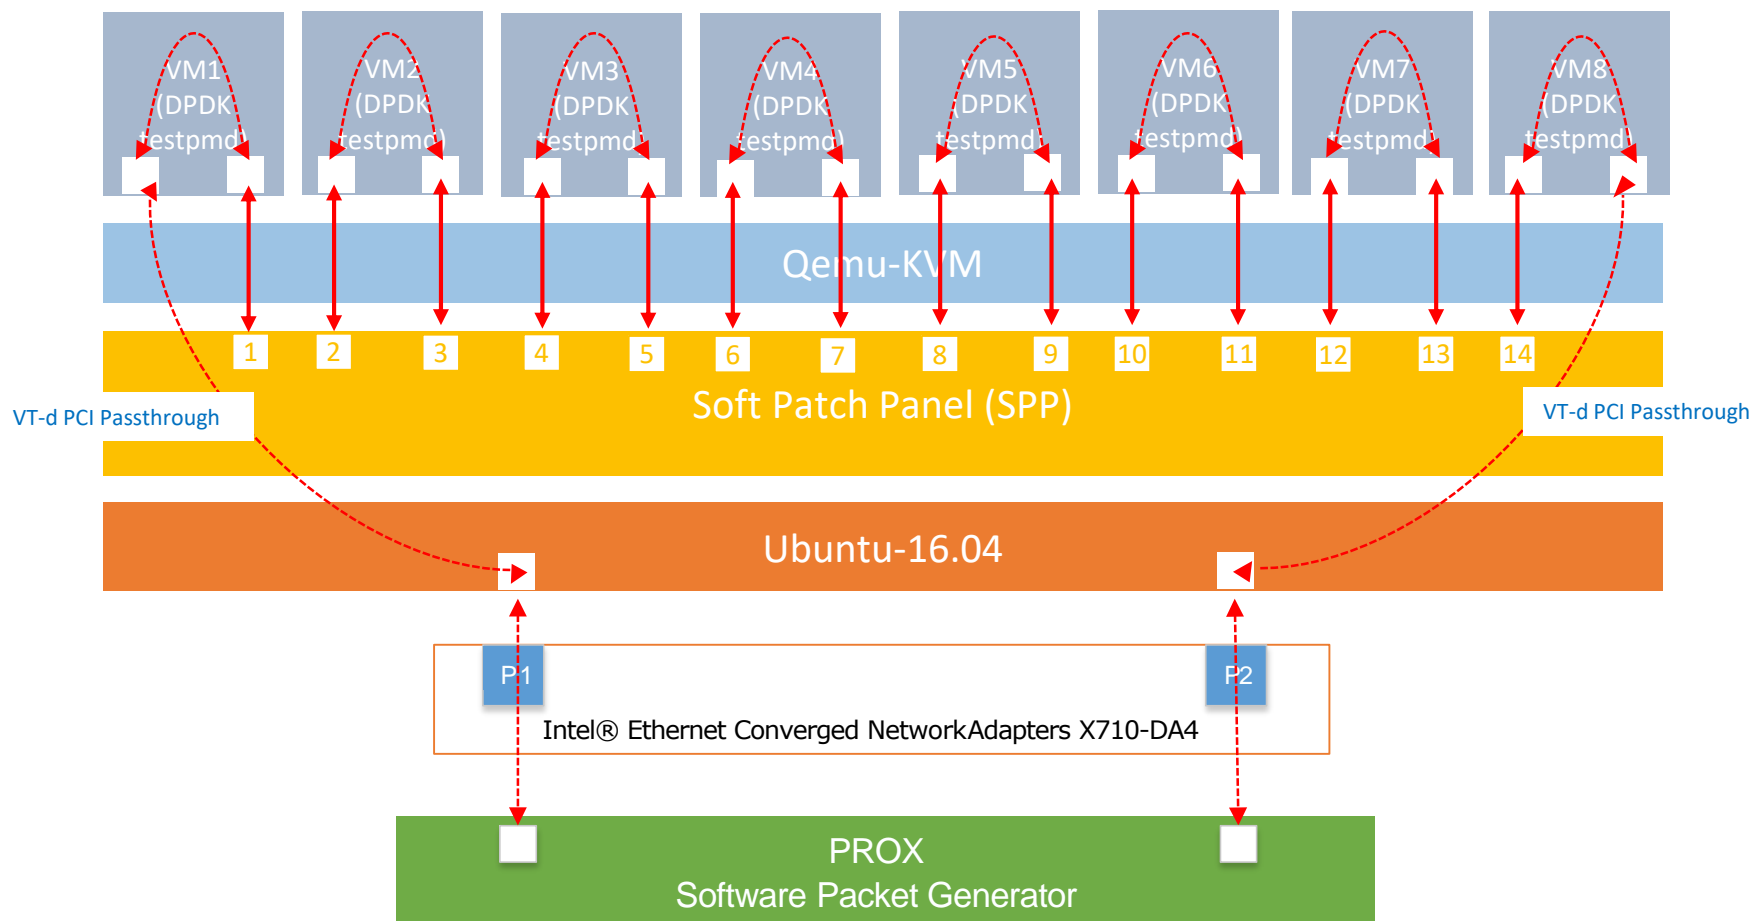 VM1
(DPDK
testpmd)
VM2
(DPDK
testpmd)
VM3
(DPDK
testpmd)
VM4
(DPDK
testpmd)
VM5
(DPDK
testpmd)
VM6
(DPDK
testpmd)
VM7
(DPDK
testpmd)
VM8
(DPDK
testpmd)
Qemu-KVM
1 2 3 4 5 6 7 8 9 10 11 12 13 14
Soft Patch Panel (SPP)
VT-d PCI Passthrough
VT-d PCI Passthrough
Ubuntu-16.04
P1
P2
Intel® Ethernet Converged NetworkAdapters X710-DA4
PROX
Software Packet Generator